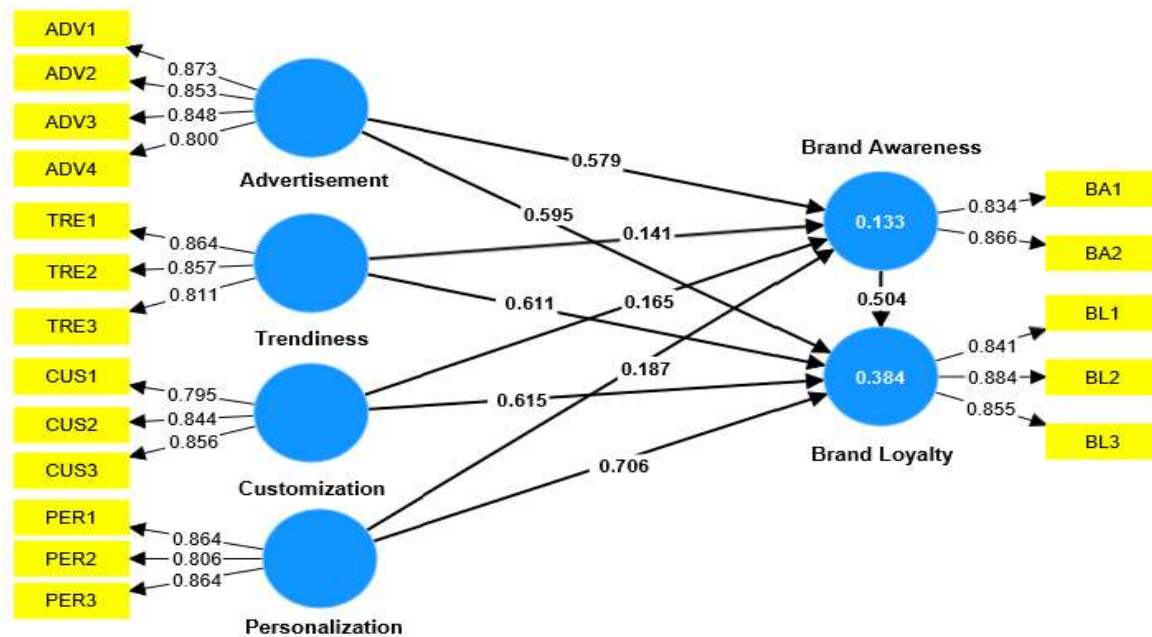 ADV1
ADV2
ADV3
ADV4
0.873
0.853
0.848
0.800
Advertisement
TRE1
TRE2
TRE3
0.864
0.857
0.811
Trendiness
CUS1
CUS2
CUS3
0.795
0.844
0.856
Customization
PER1
PER2
PER3
0.864
0.806
0.864
Personalization
0.579
0.595
0.141
0.611
0.165
0.615
0.187
0.706
Brand Awareness
0.133
0.504
0.384
Brand Loyalty
0.834
0.866
BA1
BA2
0.841
0.884
0.855
BL1
BL2
BL3